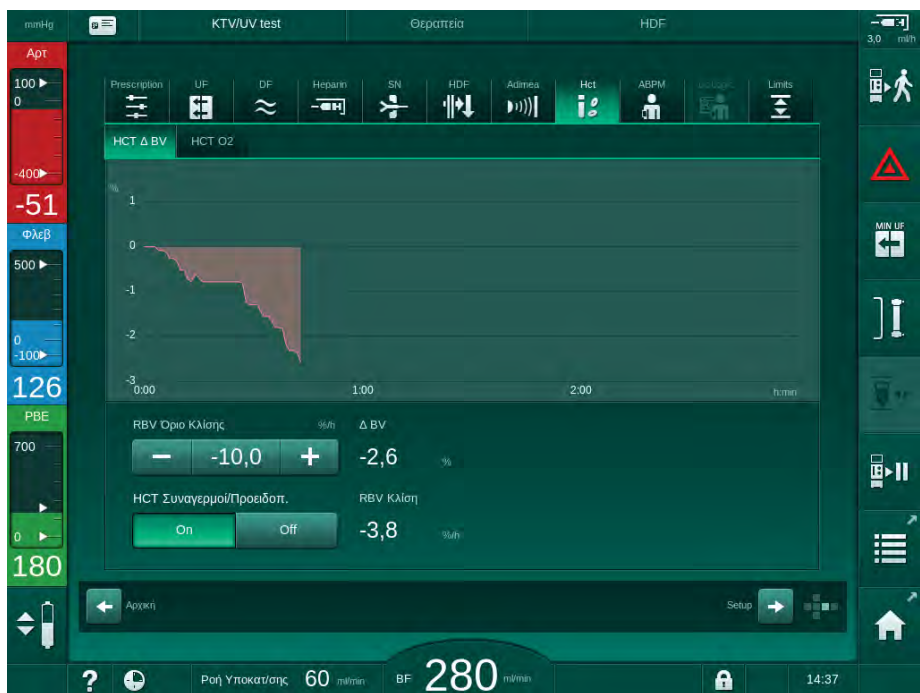 mmHg
KTV/UV test
Θεραπεία
HDF
3,0 ml/h
Αρτ
100
0
-400
-51
Φλεβ
500
0
-100
126
PBE
700
0
180
Prescription
UF
DF
Heparin
SN
HDF
Adimea
Hct
ABPM
Limits
HCT Δ BV
HCT O2
%
1
0
-1
-2
-3
0:00
1:00
2:00
h:min
RBV Όριο Κλίσης
%/h
Δ BV
-10,0
-2,6
%
HCT Συναγερμοί/Προειδοπ.
RBV Κλίση
On
Off
-3,8
%/h
MIN UF
Αρχική
Setup
?
Ροή Υποκατ/σης 60 ml/min
BF 280 ml/min
14:37